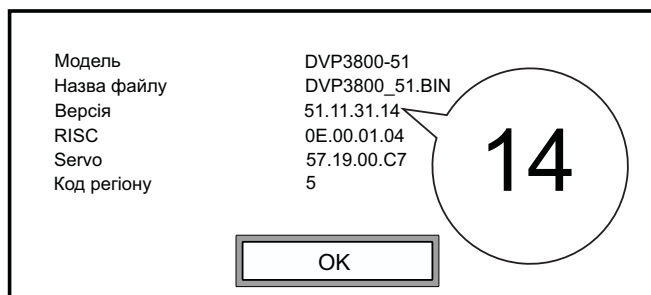 Модель DVP3800-51
Назва файлу DVP3800_51.BIN
Версія 51.11.31.14
RISC 0E.00.01.04
Servo 57.19.00.C7
Код регіону 5
14
OK